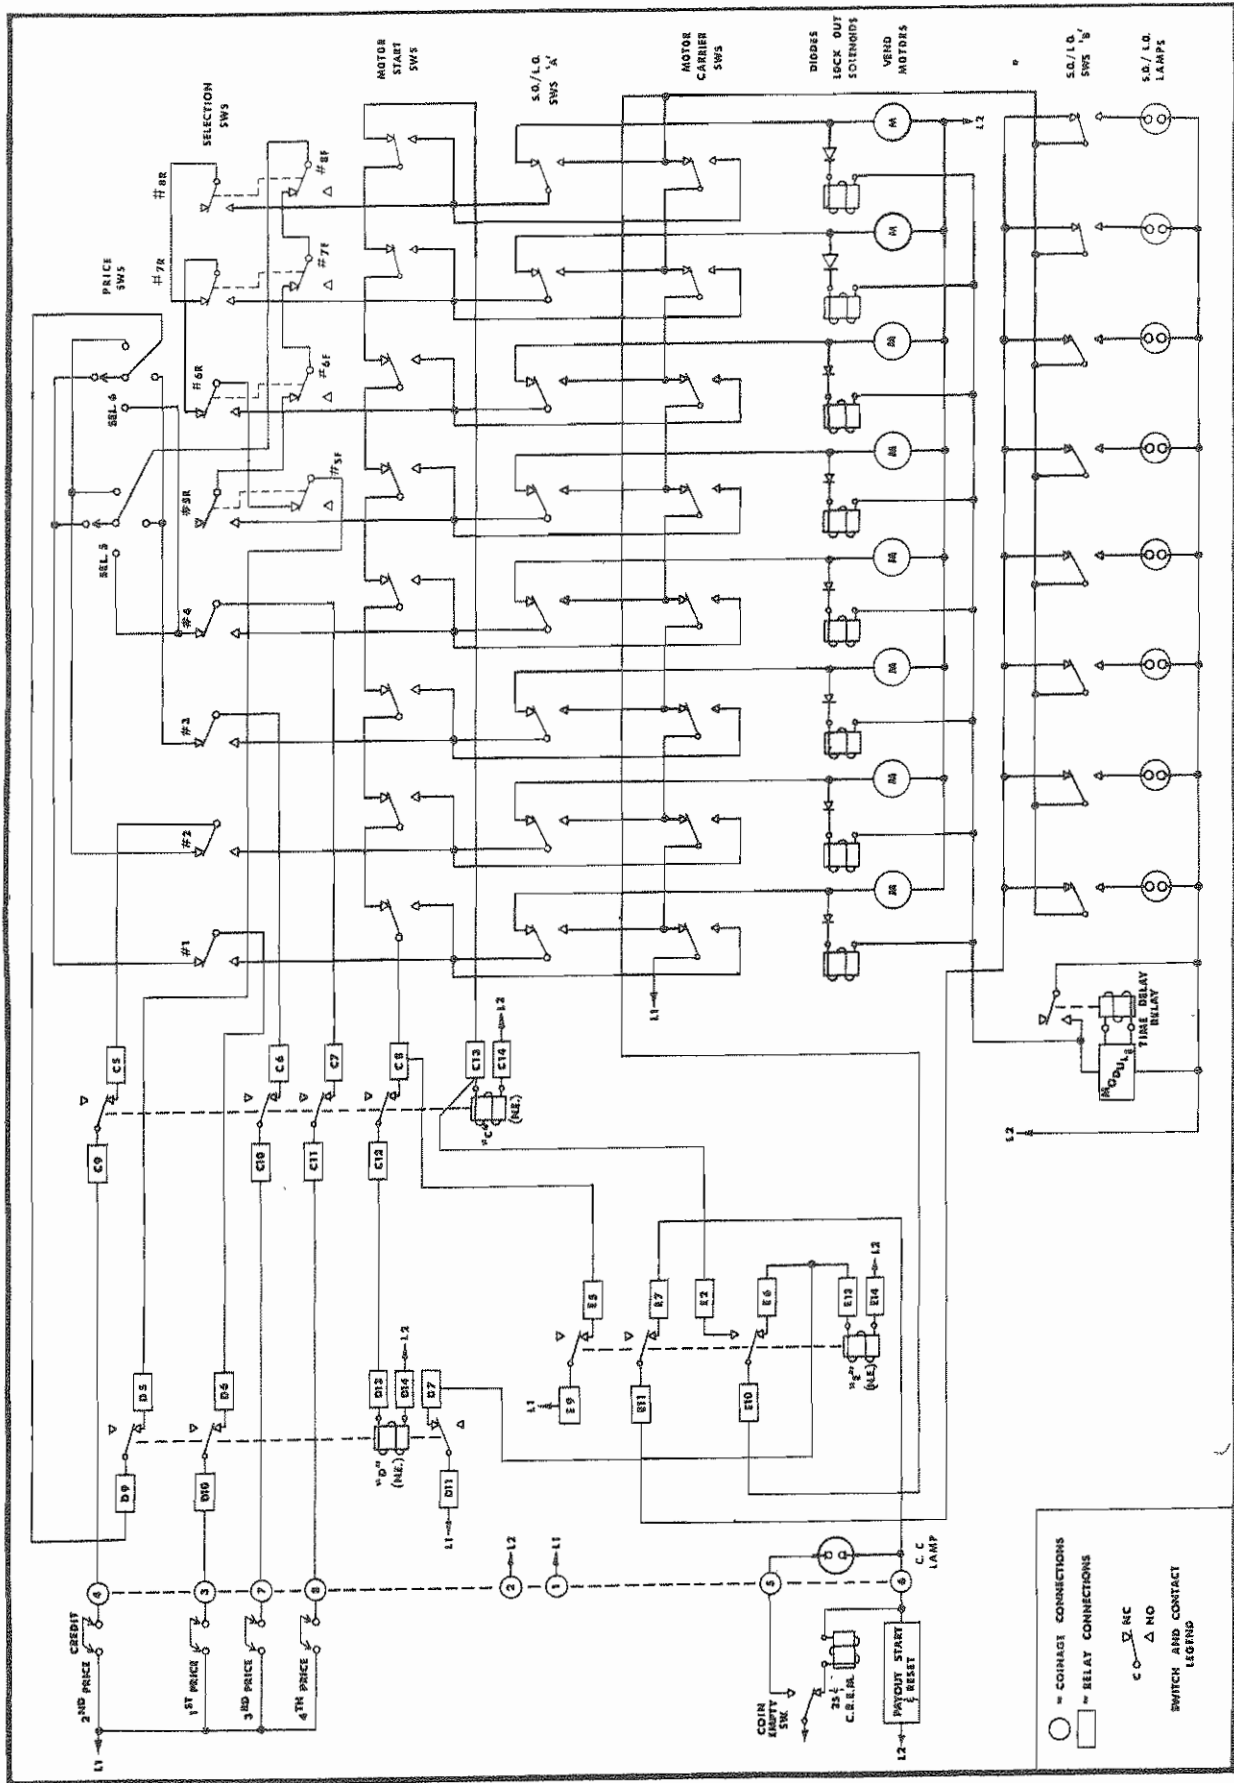 MOTOR
START
SWS
SELECTION
SWS
PRICE
SWS
S.O./L.O.
SWS 'A'
MOTOR
CARRIER
SWS
DIODES
LOCK OUT
SOLENOIDS
VEND
MOTORS
S.O./L.O.
SWS 'B'
S.O./L.O.
LAMPS
#8R
#8F
#7R
#7F
#6R
#6F
#5R
#5F
SEL 6
SEL 5
#4
#3
#2
#1
M
M
M
M
M
M
M
M
L2
L1
C5
C6
C7
C8
C13
C14
L2
"C"
(N.E.)
C9
C10
C11
C12
TIME DELAY
RELAY
MODULE
L2
D5
D6
D13
D14
L2
D7
"D"
(N.E.)
D9
D10
D11
L1
E5
E7
E2
E6
E13
E14
L2
"E"
(N.E.)
L1
E9
E11
E10
4
3
7
8
2
L2
1
L1
5
6
C.C
LAMP
CREDIT
2ND PRICE
1ST PRICE
3RD PRICE
4TH PRICE
L1
COIN
EMPTY
SW.
25¢
C.R.E.M.
PAYOUT START
& RESET
L2
= COINAGE CONNECTIONS
= RELAY CONNECTIONS
C NC
NO
SWITCH AND CONTACT
LEGEND